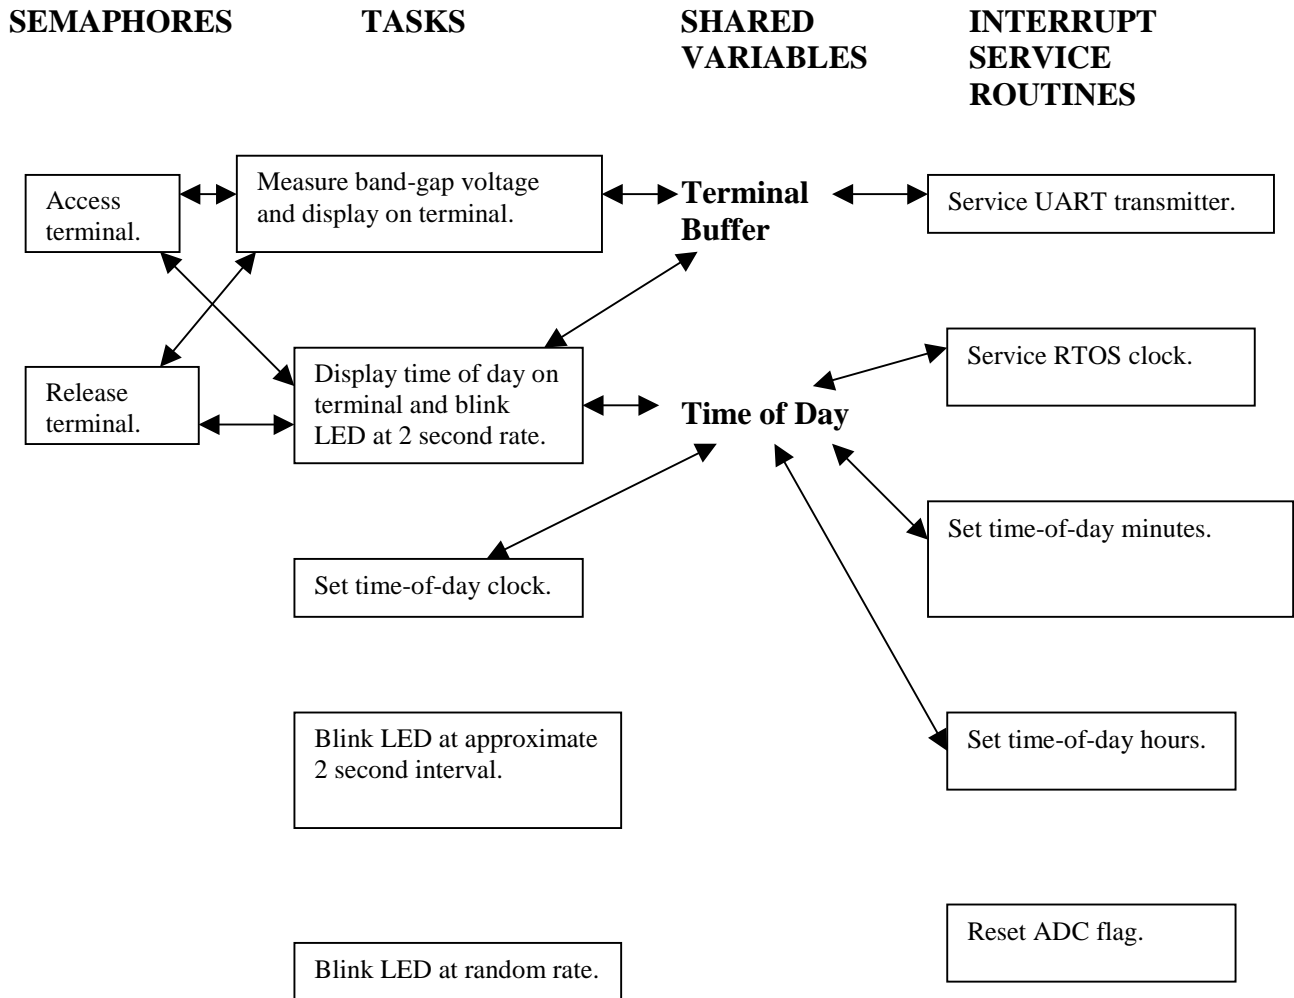 SEMAPHORES TASKS SHARED INTERRUPT
VARIABLES SERVICE
ROUTINES
Access
terminal.
Measure band-gap voltage
and display on terminal.
Terminal
Buffer
Service UART transmitter.
Release
terminal.
Display time of day on
terminal and blink
LED at 2 second rate.
Time of Day
Service RTOS clock.
Set time-of-day clock.
Set time-of-day minutes.
Blink LED at approximate
2 second interval.
Set time-of-day hours.
Blink LED at random rate.
Reset ADC flag.